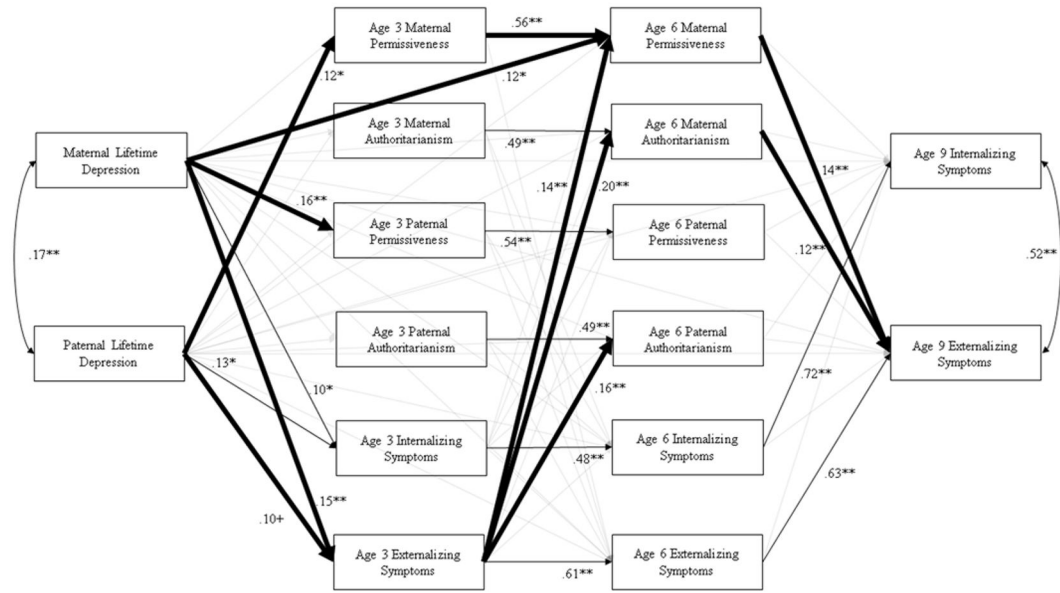 Age 3 Maternal
Permissiveness
.56**
Age 6 Maternal
Permissiveness
.12*
.12*
Age 3 Maternal
Authoritarianism
.49**
Age 6 Maternal
Authoritarianism
Maternal Lifetime
Depression
Age 9 Internalizing
Symptoms
.14**
.20**
.14**
.16**
Age 3 Paternal
Permissiveness
.54**
Age 6 Paternal
Permissiveness
.12**
.17**
.52**
Paternal Lifetime
Depression
Age 3 Paternal
Authoritarianism
.49**
Age 6 Paternal
Authoritarianism
Age 9 Externalizing
Symptoms
.13*
.10*
.16**
.72**
Age 3 Internalizing
Symptoms
.48**
Age 6 Internalizing
Symptoms
.63**
.15**
.10+
Age 3 Externalizing
Symptoms
.61**
Age 6 Externalizing
Symptoms